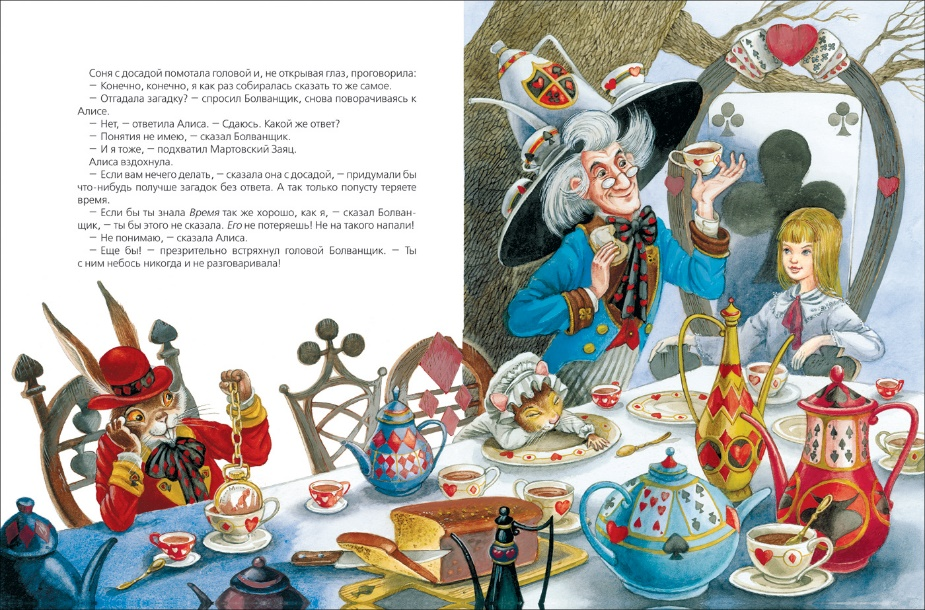 Соня с досадой помотала головой и, не открывая глаз, проговорила:
— Конечно, конечно, я как раз собиралась сказать то же самое.
— Отгадала загадку? — спросил Болванщик, снова поворачиваясь к
Алисе.
— Нет, — ответила Алиса. — Сдаюсь. Какой же ответ?
— Понятия не имею, — сказал Болванщик.
— И я тоже, — подхватил Мартовский Заяц.
Алиса вздохнула.
— Если вам нечего делать, — сказала она с досадой, — придумали бы
что-нибудь получше загадок без ответа. А так только попусту теряете
время.
— Если бы ты знала Время так же хорошо, как я, — сказал Болван-
щик, — ты бы этого не сказала. Его не потеряешь! Не на такого напали!
— Не понимаю, — сказала Алиса.
— Еще бы! — презрительно встряхнул головой Болванщик. — Ты
с ним небось никогда и не разговаривала!